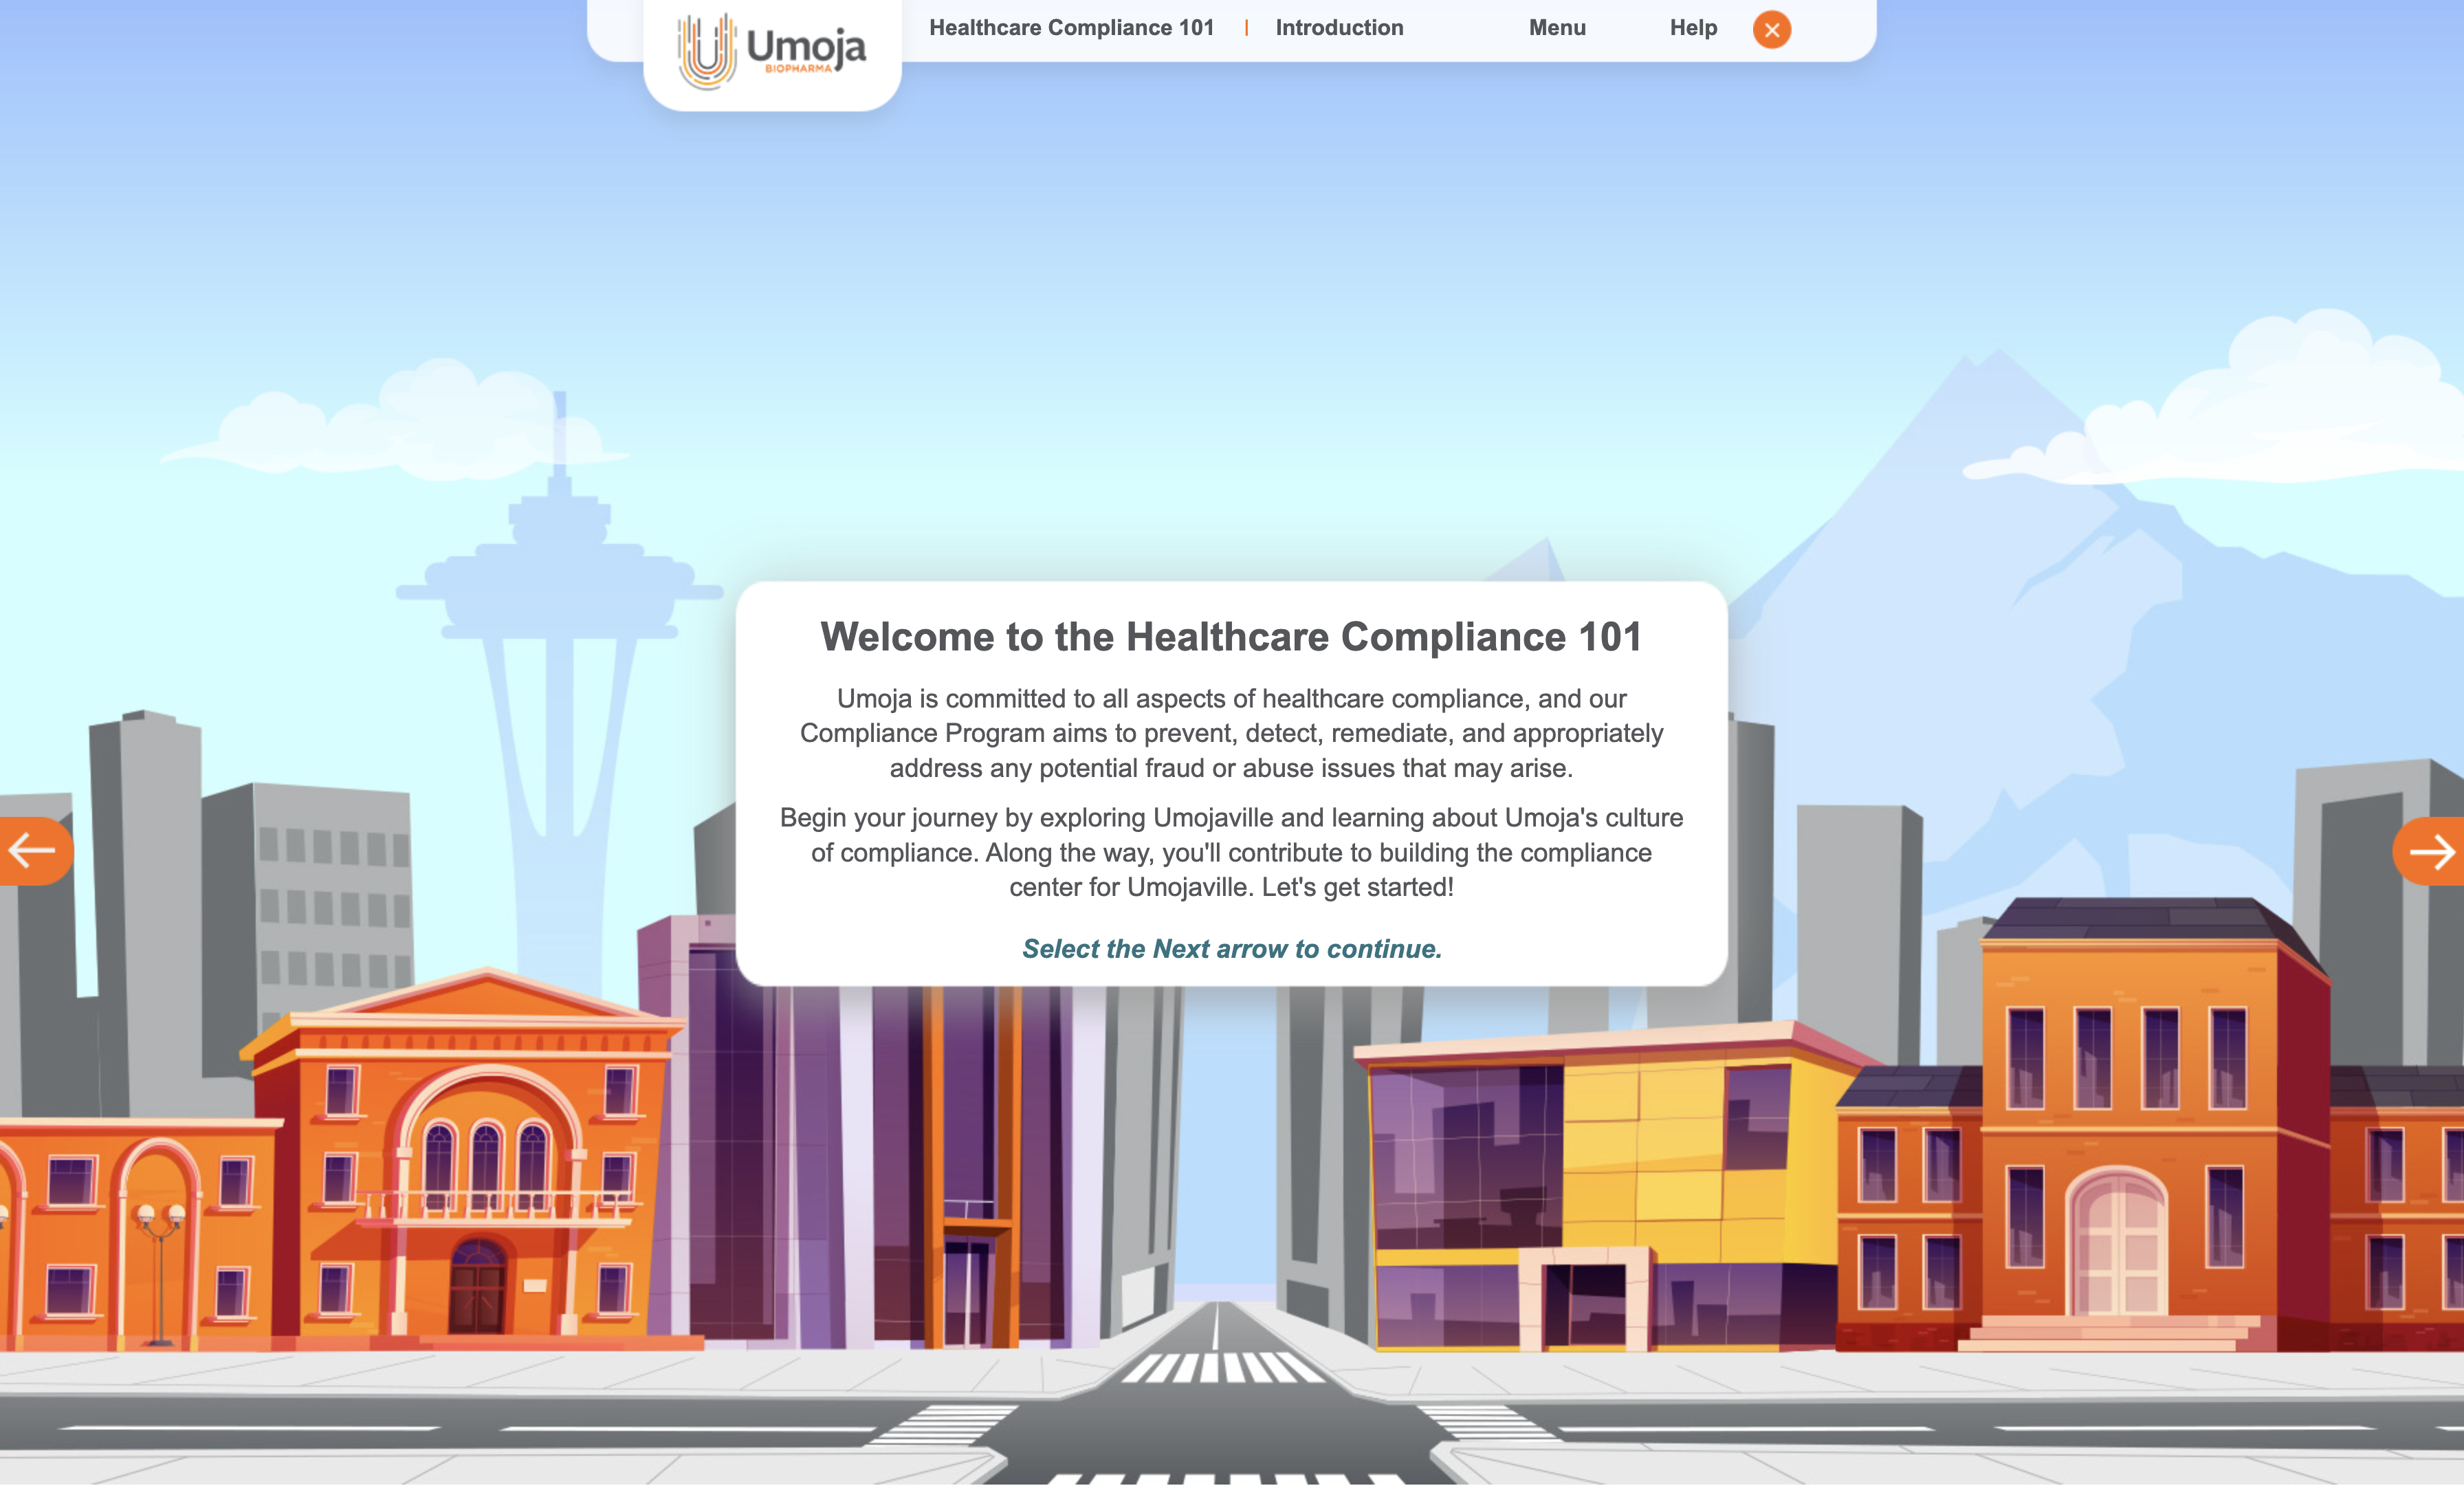 Umoja
BIOPHARMA
Healthcare Compliance 101 | Introduction Menu Help
Welcome to the Healthcare Compliance 101
Umoja is committed to all aspects of healthcare compliance, and our
Compliance Program aims to prevent, detect, remediate, and appropriately
address any potential fraud or abuse issues that may arise.
Begin your journey by exploring Umojaville and learning about Umoja's culture
of compliance. Along the way, you'll contribute to building the compliance
center for Umojaville. Let's get started!
Select the Next arrow to continue.